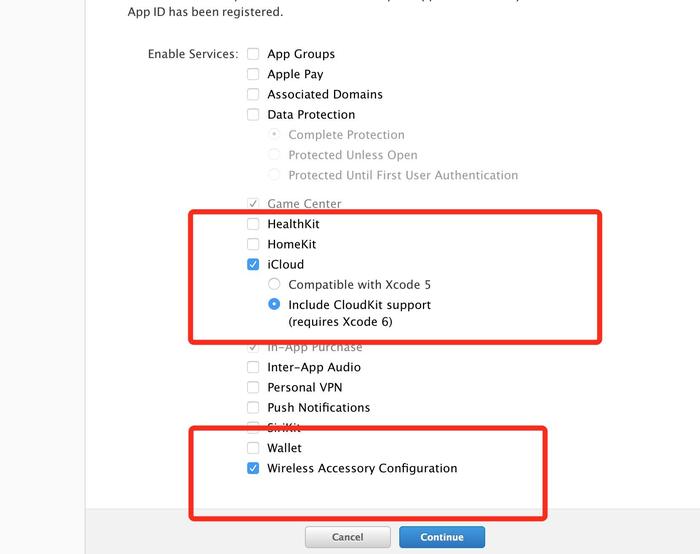 App ID has been registered.
Enable Services: App Groups
Apple Pay
Associated Domains
Data Protection
Complete Protection
Protected Unless Open
Protected Until First User Authentication
Game Center
HealthKit
HomeKit
iCloud
Compatible with Xcode 5
Include CloudKit support
(requires Xcode 6)
In-App Purchase
Inter-App Audio
Personal VPN
Push Notifications
SiriKit
Wallet
Wireless Accessory Configuration
Cancel Continue